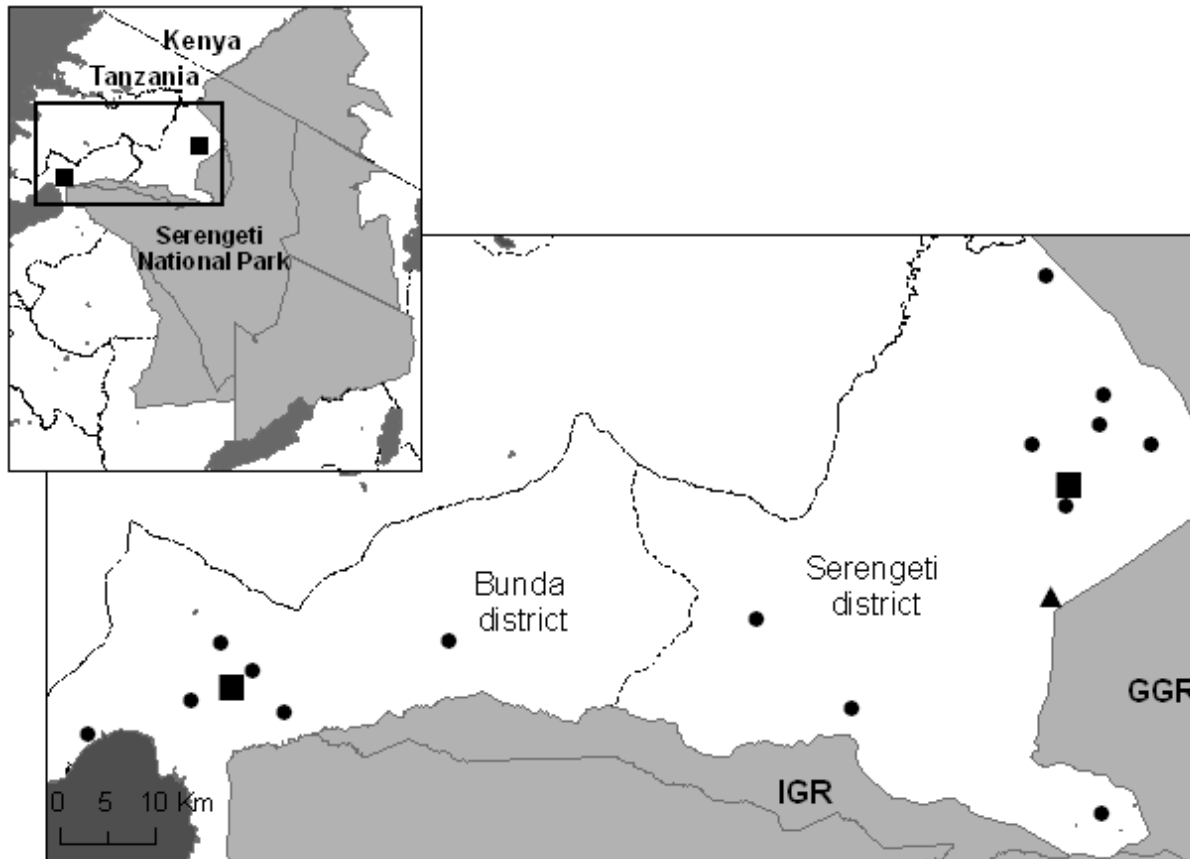 Kenya
Tanzania
Serengeti
National Park
Bunda
district
Serengeti
district
GGR
IGR
0 5 10 Km